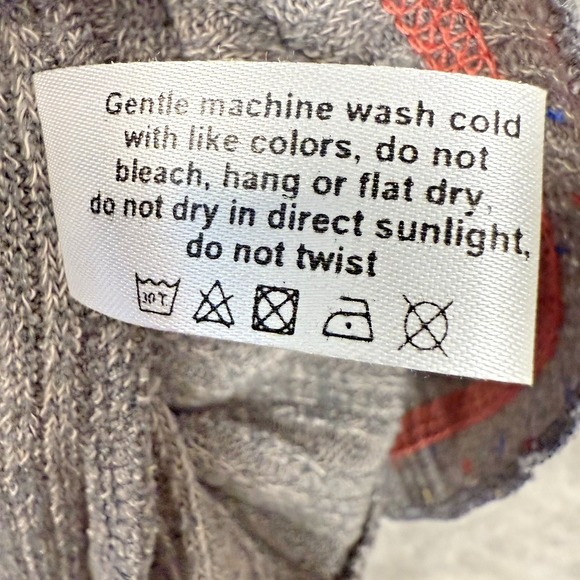 Gentle machine wash cold
with like colors, do not
bleach, hang or flat dry,
do not dry in direct sunlight,
do not twist
30℃